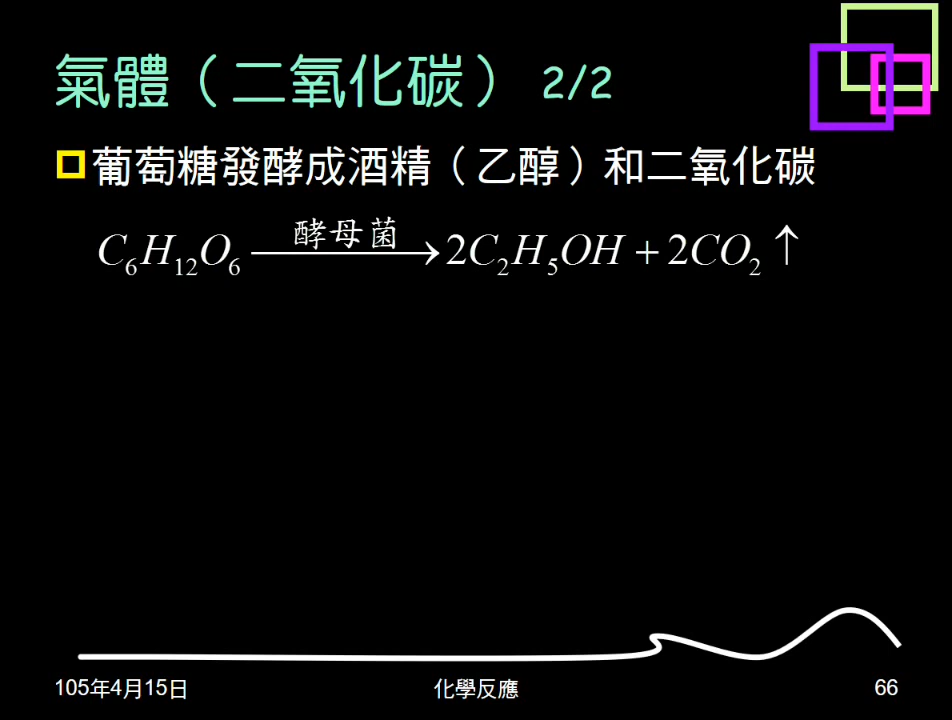 氣體（二氧化碳）2/2
葡萄糖發酵成酒精（乙醇）和二氧化碳
C₆H₁₂O₆ —酵母菌→ 2C₂H₅OH + 2CO₂ ↑
105年4月15日 化學反應 66